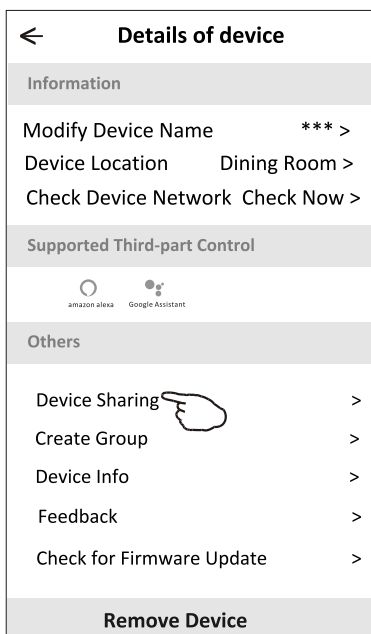 Details of device
Information
Modify Device Name *** >
Device Location Dining Room >
Check Device Network Check Now >
Supported Third-part Control
amazon alexa Google Assistant
Others
Device Sharing >
Create Group >
Device Info >
Feedback >
Check for Firmware Update >
Remove Device